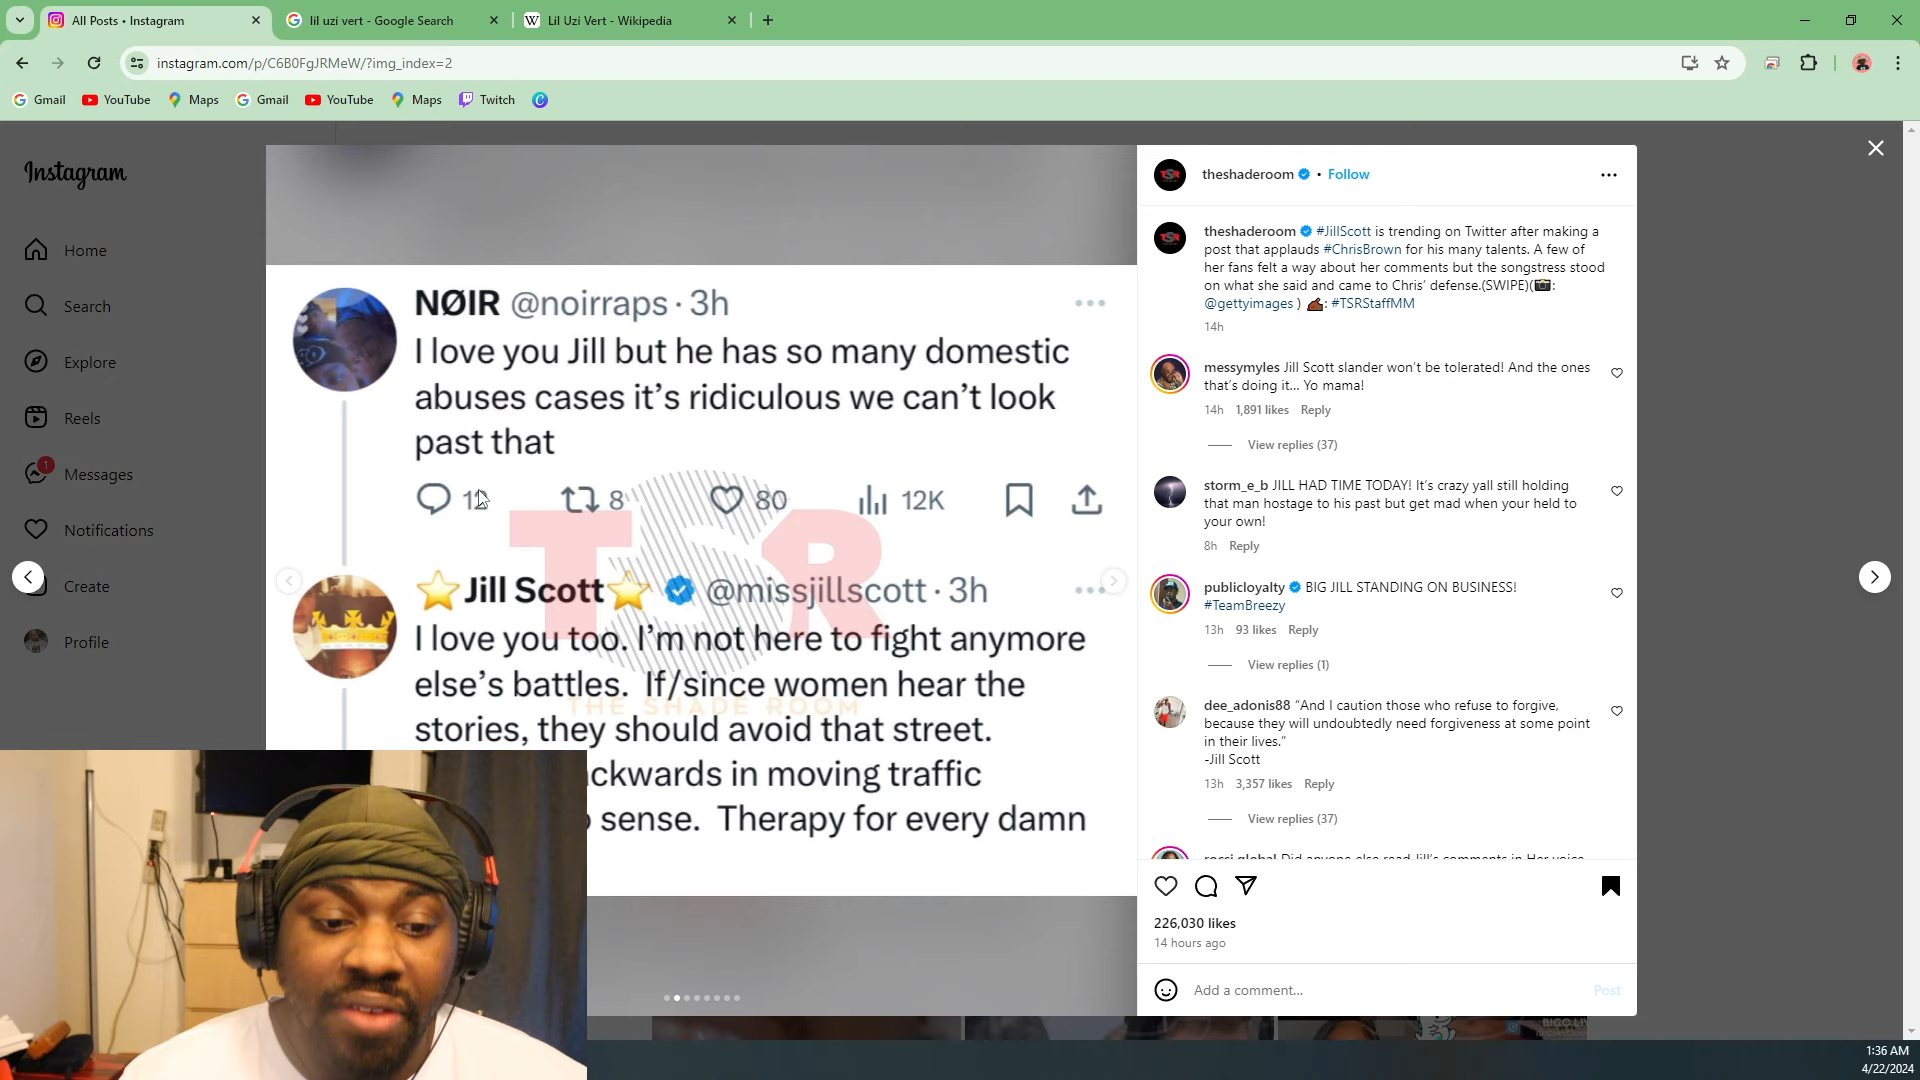 All Posts • Instagram
lil uzi vert - Google Search
Lil Uzi Vert - Wikipedia
instagram.com/p/C6B0FgJRMeW/?img_index=2
Gmail
YouTube
Maps
Gmail
YouTube
Maps
Twitch
Instagram
Home
Search
Explore
Reels
1
Messages
Notifications
Create
Profile
NØIR @noirraps · 3h
I love you Jill but he has so many domestic
abuses cases it's ridiculous we can't look
past that
12 8 80 12K
TSR
THE SHADE ROOM
⭐Jill Scott⭐ @missjillscott · 3h
I love you too. I'm not here to fight anymore
else's battles. If/since women hear the
stories, they should avoid that street.
ckwards in moving traffic
sense. Therapy for every damn
theshaderoom • Follow
theshaderoom #JillScott is trending on Twitter after making a
post that applauds #ChrisBrown for his many talents. A few of
her fans felt a way about her comments but the songstress stood
on what she said and came to Chris' defense.(SWIPE)(📸:
@gettyimages ) ✍🏾: #TSRStaffMM
14h
messymyles Jill Scott slander won't be tolerated! And the ones
that's doing it... Yo mama!
14h 1,891 likes Reply
View replies (37)
storm_e_b JILL HAD TIME TODAY! It's crazy yall still holding
that man hostage to his past but get mad when your held to
your own!
8h Reply
publicloyalty BIG JILL STANDING ON BUSINESS!
#TeamBreezy
13h 93 likes Reply
View replies (1)
dee_adonis88 "And I caution those who refuse to forgive,
because they will undoubtedly need forgiveness at some point
in their lives."
-Jill Scott
13h 3,357 likes Reply
View replies (37)
rocci.global Did anyone else read Jill's comments in Her voice
226,030 likes
14 hours ago
Add a comment...
Post
BIGO LIV
1:36 AM
4/22/2024